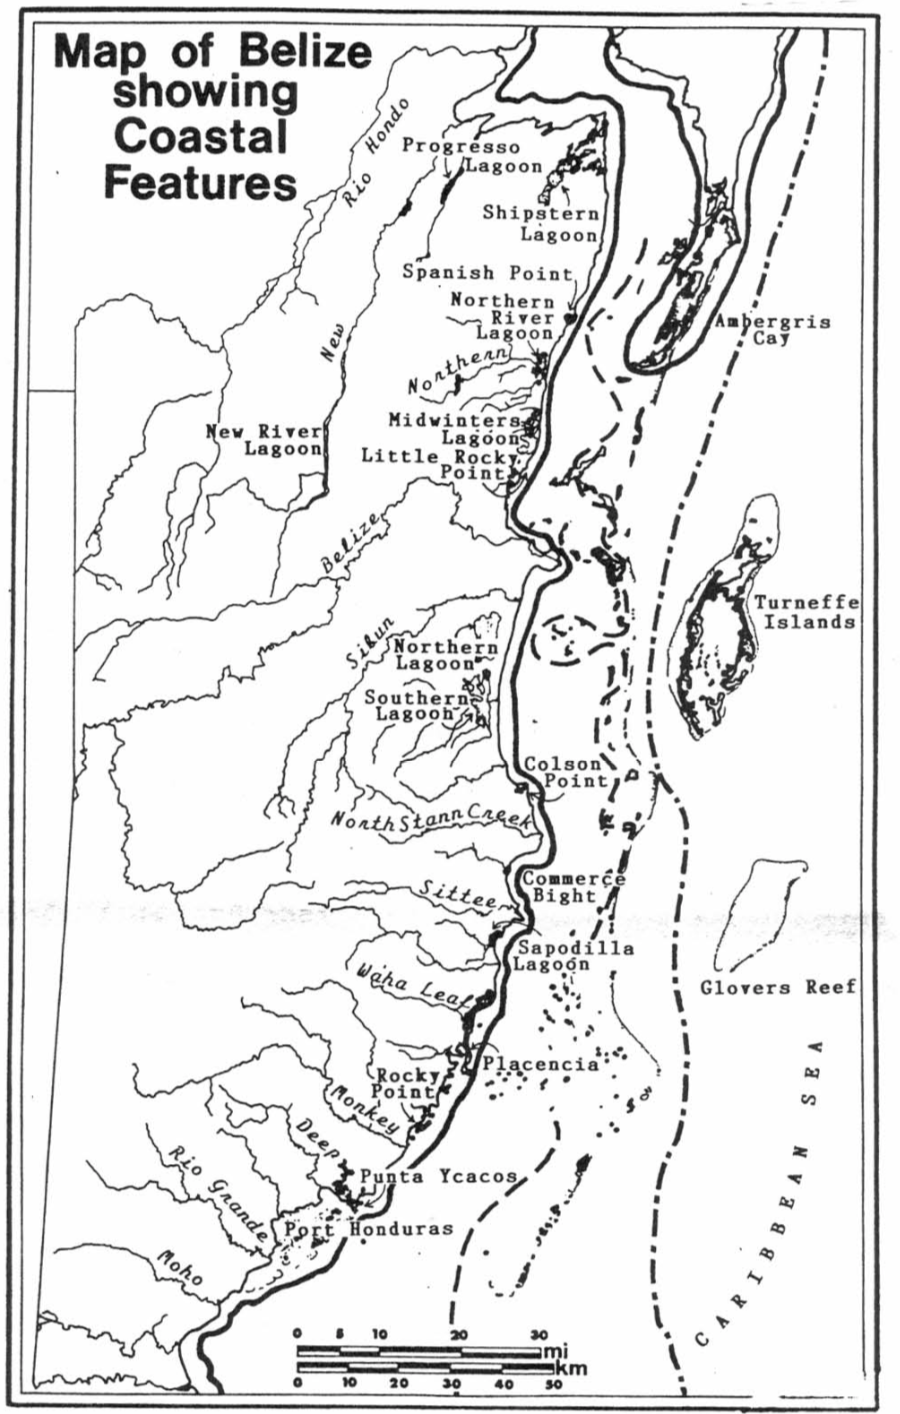 Map of Belize
showing
Coastal
Features
Rio Hondo
Progresso
Lagoon
Shipstern
Lagoon
Spanish Point
Northern
River
Lagoon
New
Northern
Ambergris
Cay
New River
Lagoon
Midwinters
Lagoon
Little Rocky
Point
Belize
Turneffe
Islands
Sibun
Northern
Lagoon
Southern
Lagoon
Colson
Point
North Stann Creek
Commerce
Bight
Sittee
Sapodilla
Lagoon
Glovers Reef
Waha Leaf
Placencia
Rocky
Point
Monkey
Deep
Punta Ycacos
Rio Grande
Port Honduras
Moho
CARIBBEAN SEA
0 5 10 20 30
mi
km
0 10 20 30 40 50